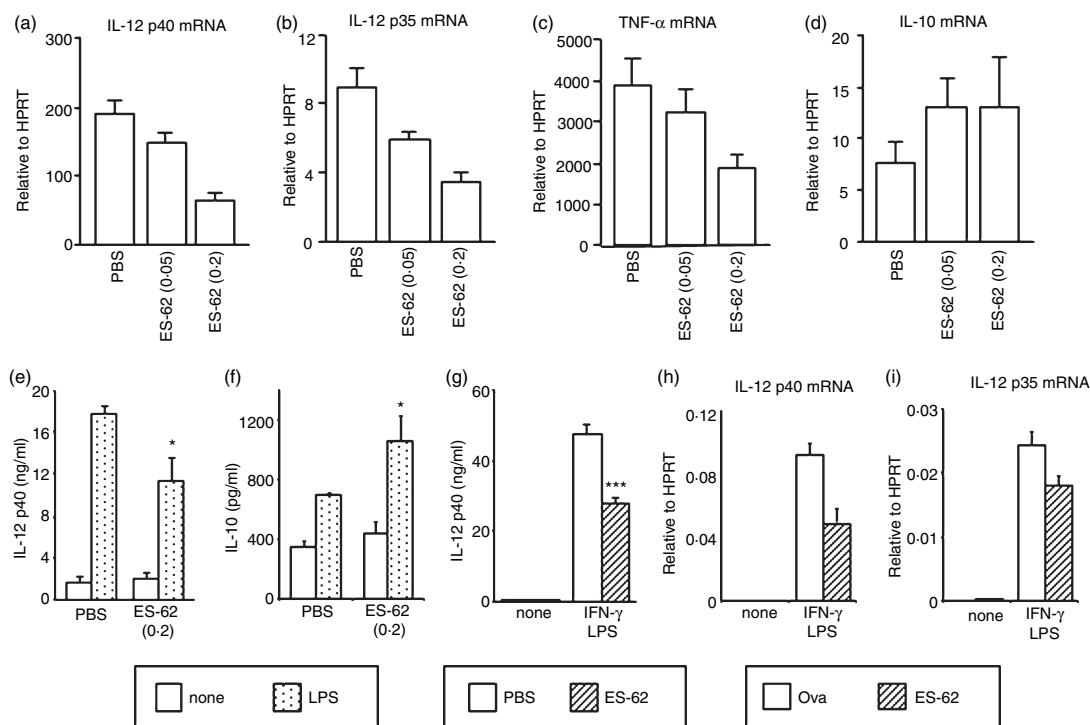 (a) IL-12 p40 mRNA
Relative to HPRT
300
200
100
0
PBS
ES-62 (0·05)
ES-62 (0·2)
(b) IL-12 p35 mRNA
Relative to HPRT
12
8
4
0
PBS
ES-62 (0·05)
ES-62 (0·2)
(c) TNF-α mRNA
Relative to HPRT
5000
4000
3000
2000
1000
0
PBS
ES-62 (0·05)
ES-62 (0·2)
(d) IL-10 mRNA
Relative to HPRT
20
15
10
5
0
PBS
ES-62 (0·05)
ES-62 (0·2)
(e)
IL-12 p40 (ng/ml)
20
16
12
8
4
0
*
PBS
ES-62
(0·2)
(f)
IL-10 (pg/ml)
1200
800
400
0
*
PBS
ES-62
(0·2)
(g)
IL-12 p40 (ng/ml)
60
40
20
0
***
none
IFN-γ
LPS
(h) IL-12 p40 mRNA
Relative to HPRT
0·12
0·08
0·04
0
none
IFN-γ
LPS
(i) IL-12 p35 mRNA
Relative to HPRT
0·03
0·02
0·01
0
none
IFN-γ
LPS
none LPS
PBS ES-62
Ova ES-62